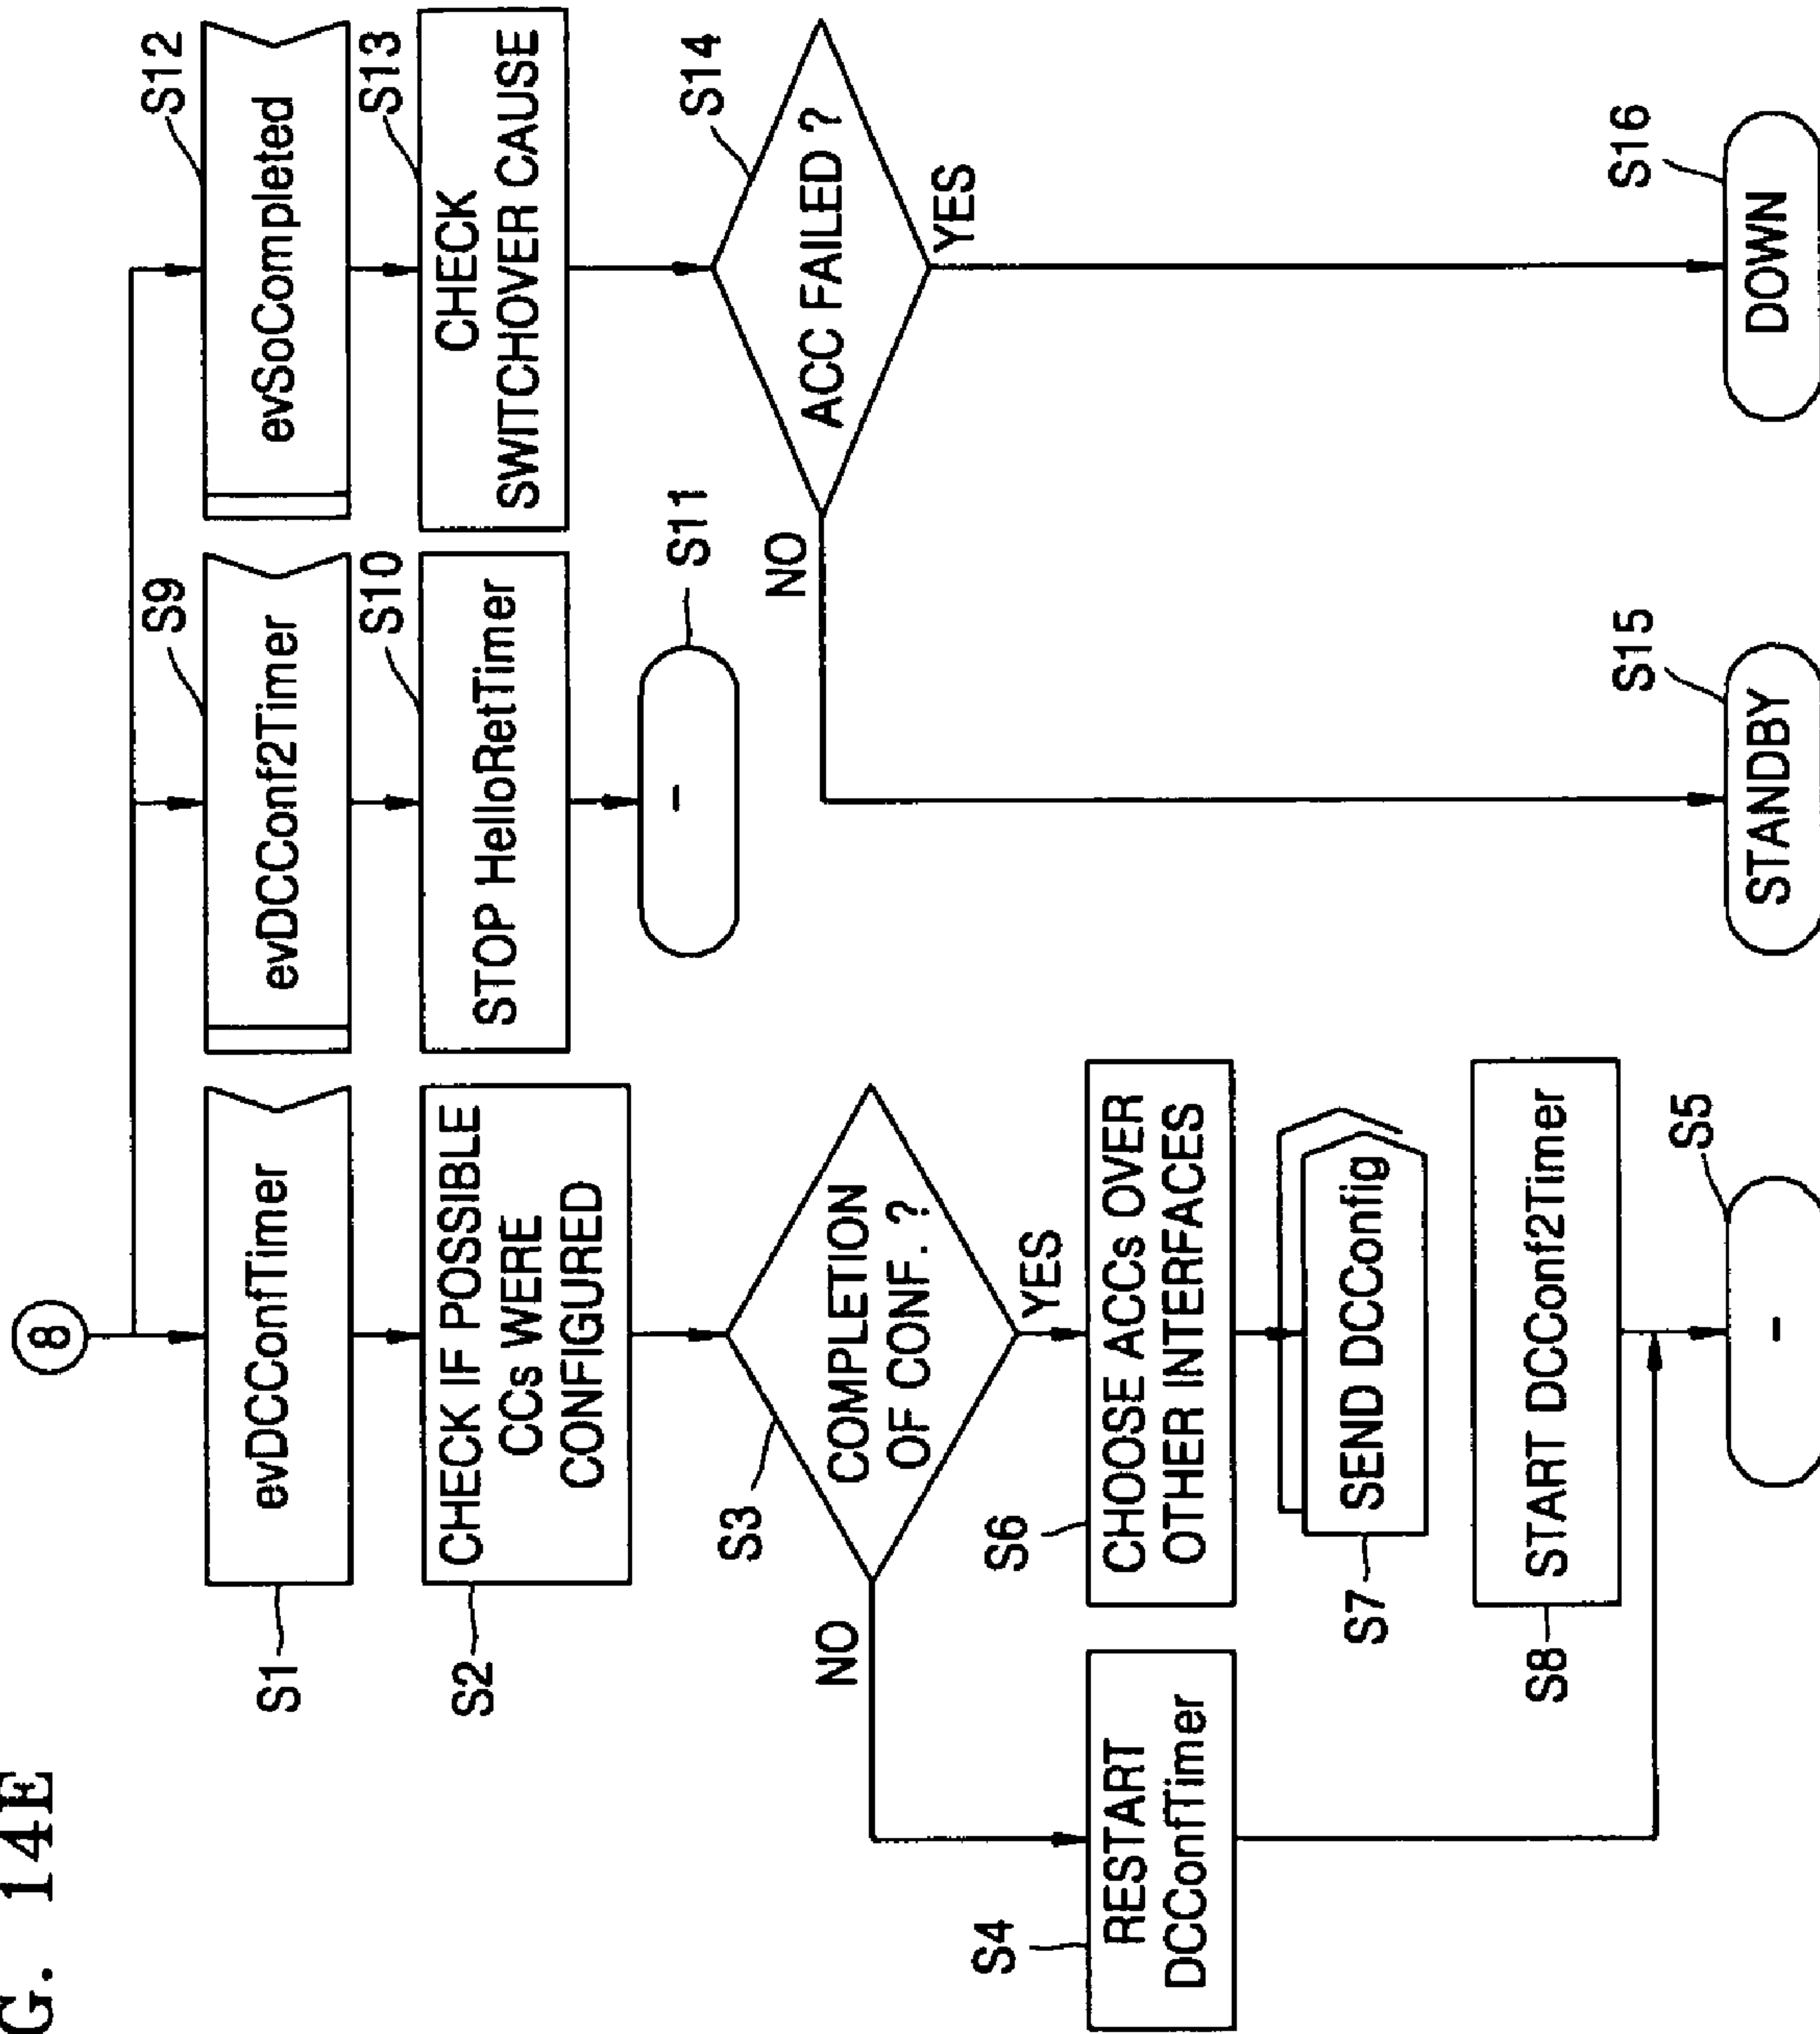 G. 14E
8
evDCConfTimer
S1
CHECK IF POSSIBLE
CCs WERE
CONFIGURED
S2
COMPLETION
OF CONF. ?
S3
NO
YES
RESTART
DCConfTimer
S4
CHOOSE ACCs OVER
OTHER INTERFACES
S6
SEND DCConfig
S7
START DCConf2Timer
S8
-
S5
evDCConf2Timer
S9
STOP HelloRetTimer
S10
-
S11
evSoCompleted
S12
CHECK
SWITCHOVER CAUSE
S13
ACC FAILED ?
S14
NO
YES
STANDBY
S15
DOWN
S16